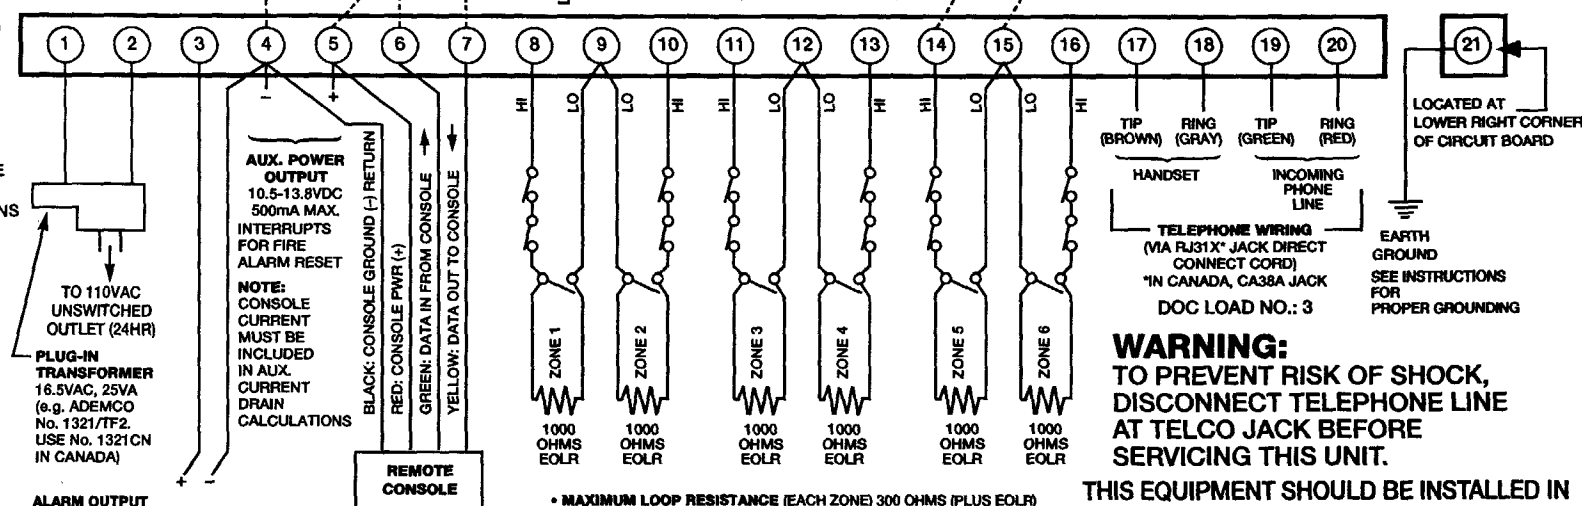 1 2 3 4 5 6 7 8 9 10 11 12 13 14 15 16 17 18 19 20 21
− +
HI LO LO HI HI LO LO HI HI LO LO HI
TIP (BROWN)
RING (GRAY)
TIP (GREEN)
RING (RED)
HANDSET
INCOMING
PHONE
LINE
TELEPHONE WIRING
(VIA RJ31X* JACK DIRECT
CONNECT CORD)
*IN CANADA, CA38A JACK
DOC LOAD NO.: 3
LOCATED AT
LOWER RIGHT CORNER
OF CIRCUIT BOARD
EARTH
GROUND
SEE INSTRUCTIONS
FOR
PROPER GROUNDING
E
NS
TO 110VAC
UNSWITCHED
OUTLET (24HR)
PLUG-IN
TRANSFORMER
16.5VAC, 25VA
(e.g. ADEMCO
No. 1321/TF2.
USE No. 1321CN
IN CANADA)
+ −
ALARM OUTPUT
AUX. POWER
OUTPUT
10.5-13.8VDC
500mA MAX.
INTERRUPTS
FOR FIRE
ALARM RESET
NOTE:
CONSOLE
CURRENT
MUST BE
INCLUDED
IN AUX.
CURRENT
DRAIN
CALCULATIONS
BLACK: CONSOLE GROUND (−) RETURN
RED: CONSOLE PWR (+)
GREEN: DATA IN FROM CONSOLE
YELLOW: DATA OUT TO CONSOLE
REMOTE
CONSOLE
ZONE 1
ZONE 2
ZONE 3
ZONE 4
ZONE 5
ZONE 6
1000 OHMS EOLR
1000 OHMS EOLR
1000 OHMS EOLR
1000 OHMS EOLR
1000 OHMS EOLR
1000 OHMS EOLR
• MAXIMUM LOOP RESISTANCE (EACH ZONE) 300 OHMS (PLUS EOLR)
WARNING:
TO PREVENT RISK OF SHOCK,
DISCONNECT TELEPHONE LINE
AT TELCO JACK BEFORE
SERVICING THIS UNIT.
THIS EQUIPMENT SHOULD BE INSTALLED IN